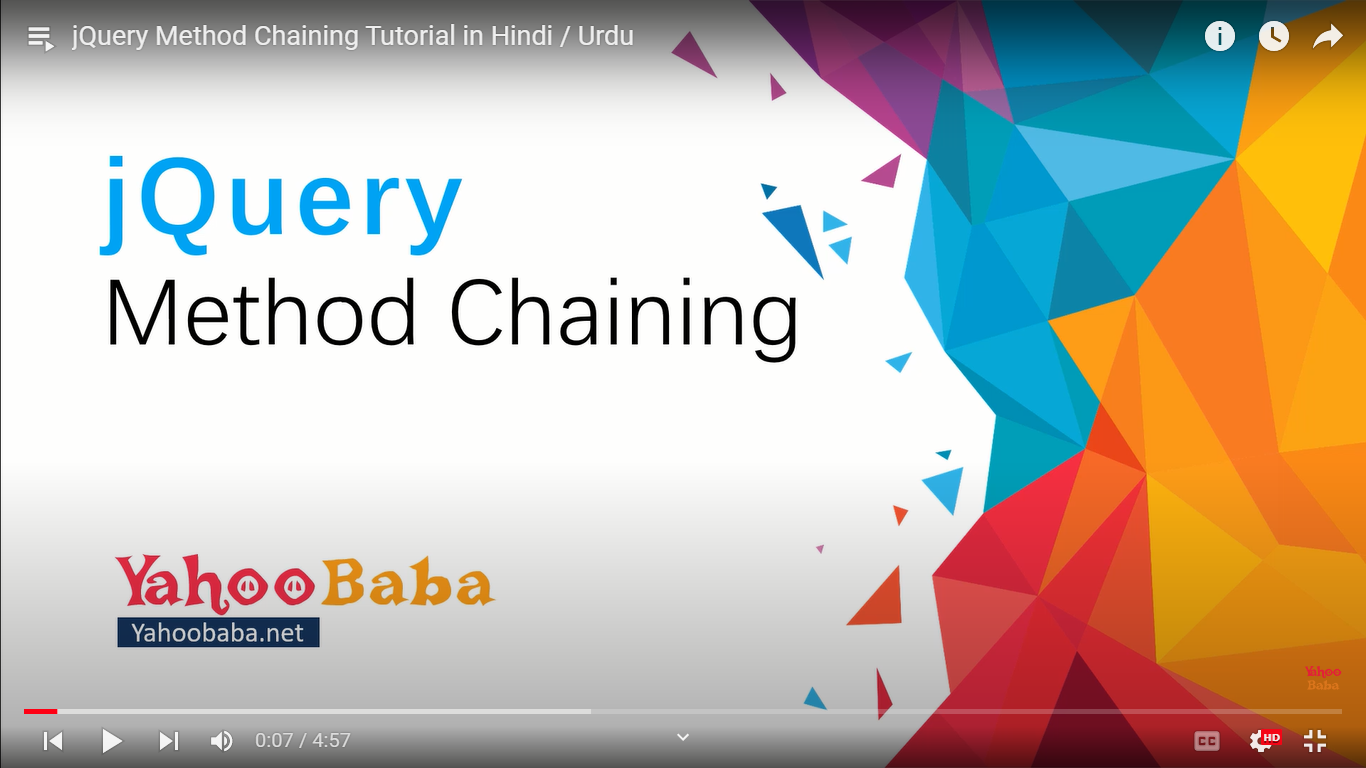 jQuery Method Chaining Tutorial in Hindi / Urdu
jQuery
Method Chaining
YahooBaba
Yahoobaba.net
Yahoo
Baba
0:07 / 4:57
CC
HD